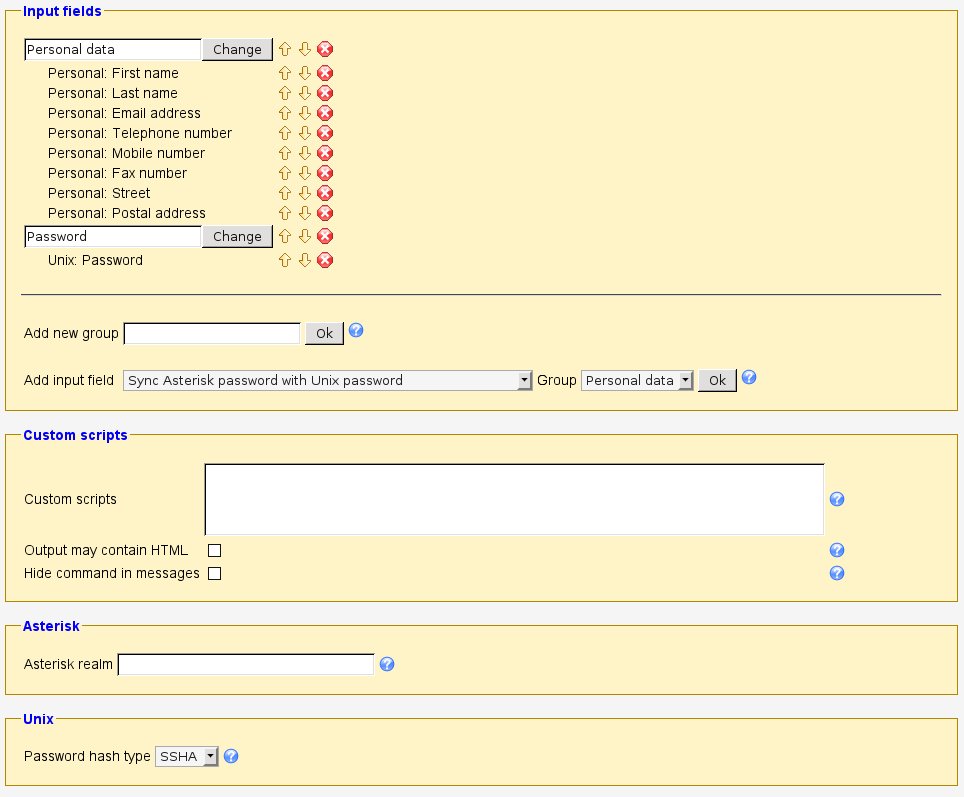 Input fields
Personal data Change
Personal: First name
Personal: Last name
Personal: Email address
Personal: Telephone number
Personal: Mobile number
Personal: Fax number
Personal: Street
Personal: Postal address
Password Change
Unix: Password
Add new group Ok
Add input field Sync Asterisk password with Unix password Group Personal data Ok
Custom scripts
Custom scripts
Output may contain HTML
Hide command in messages
Asterisk
Asterisk realm
Unix
Password hash type SSHA